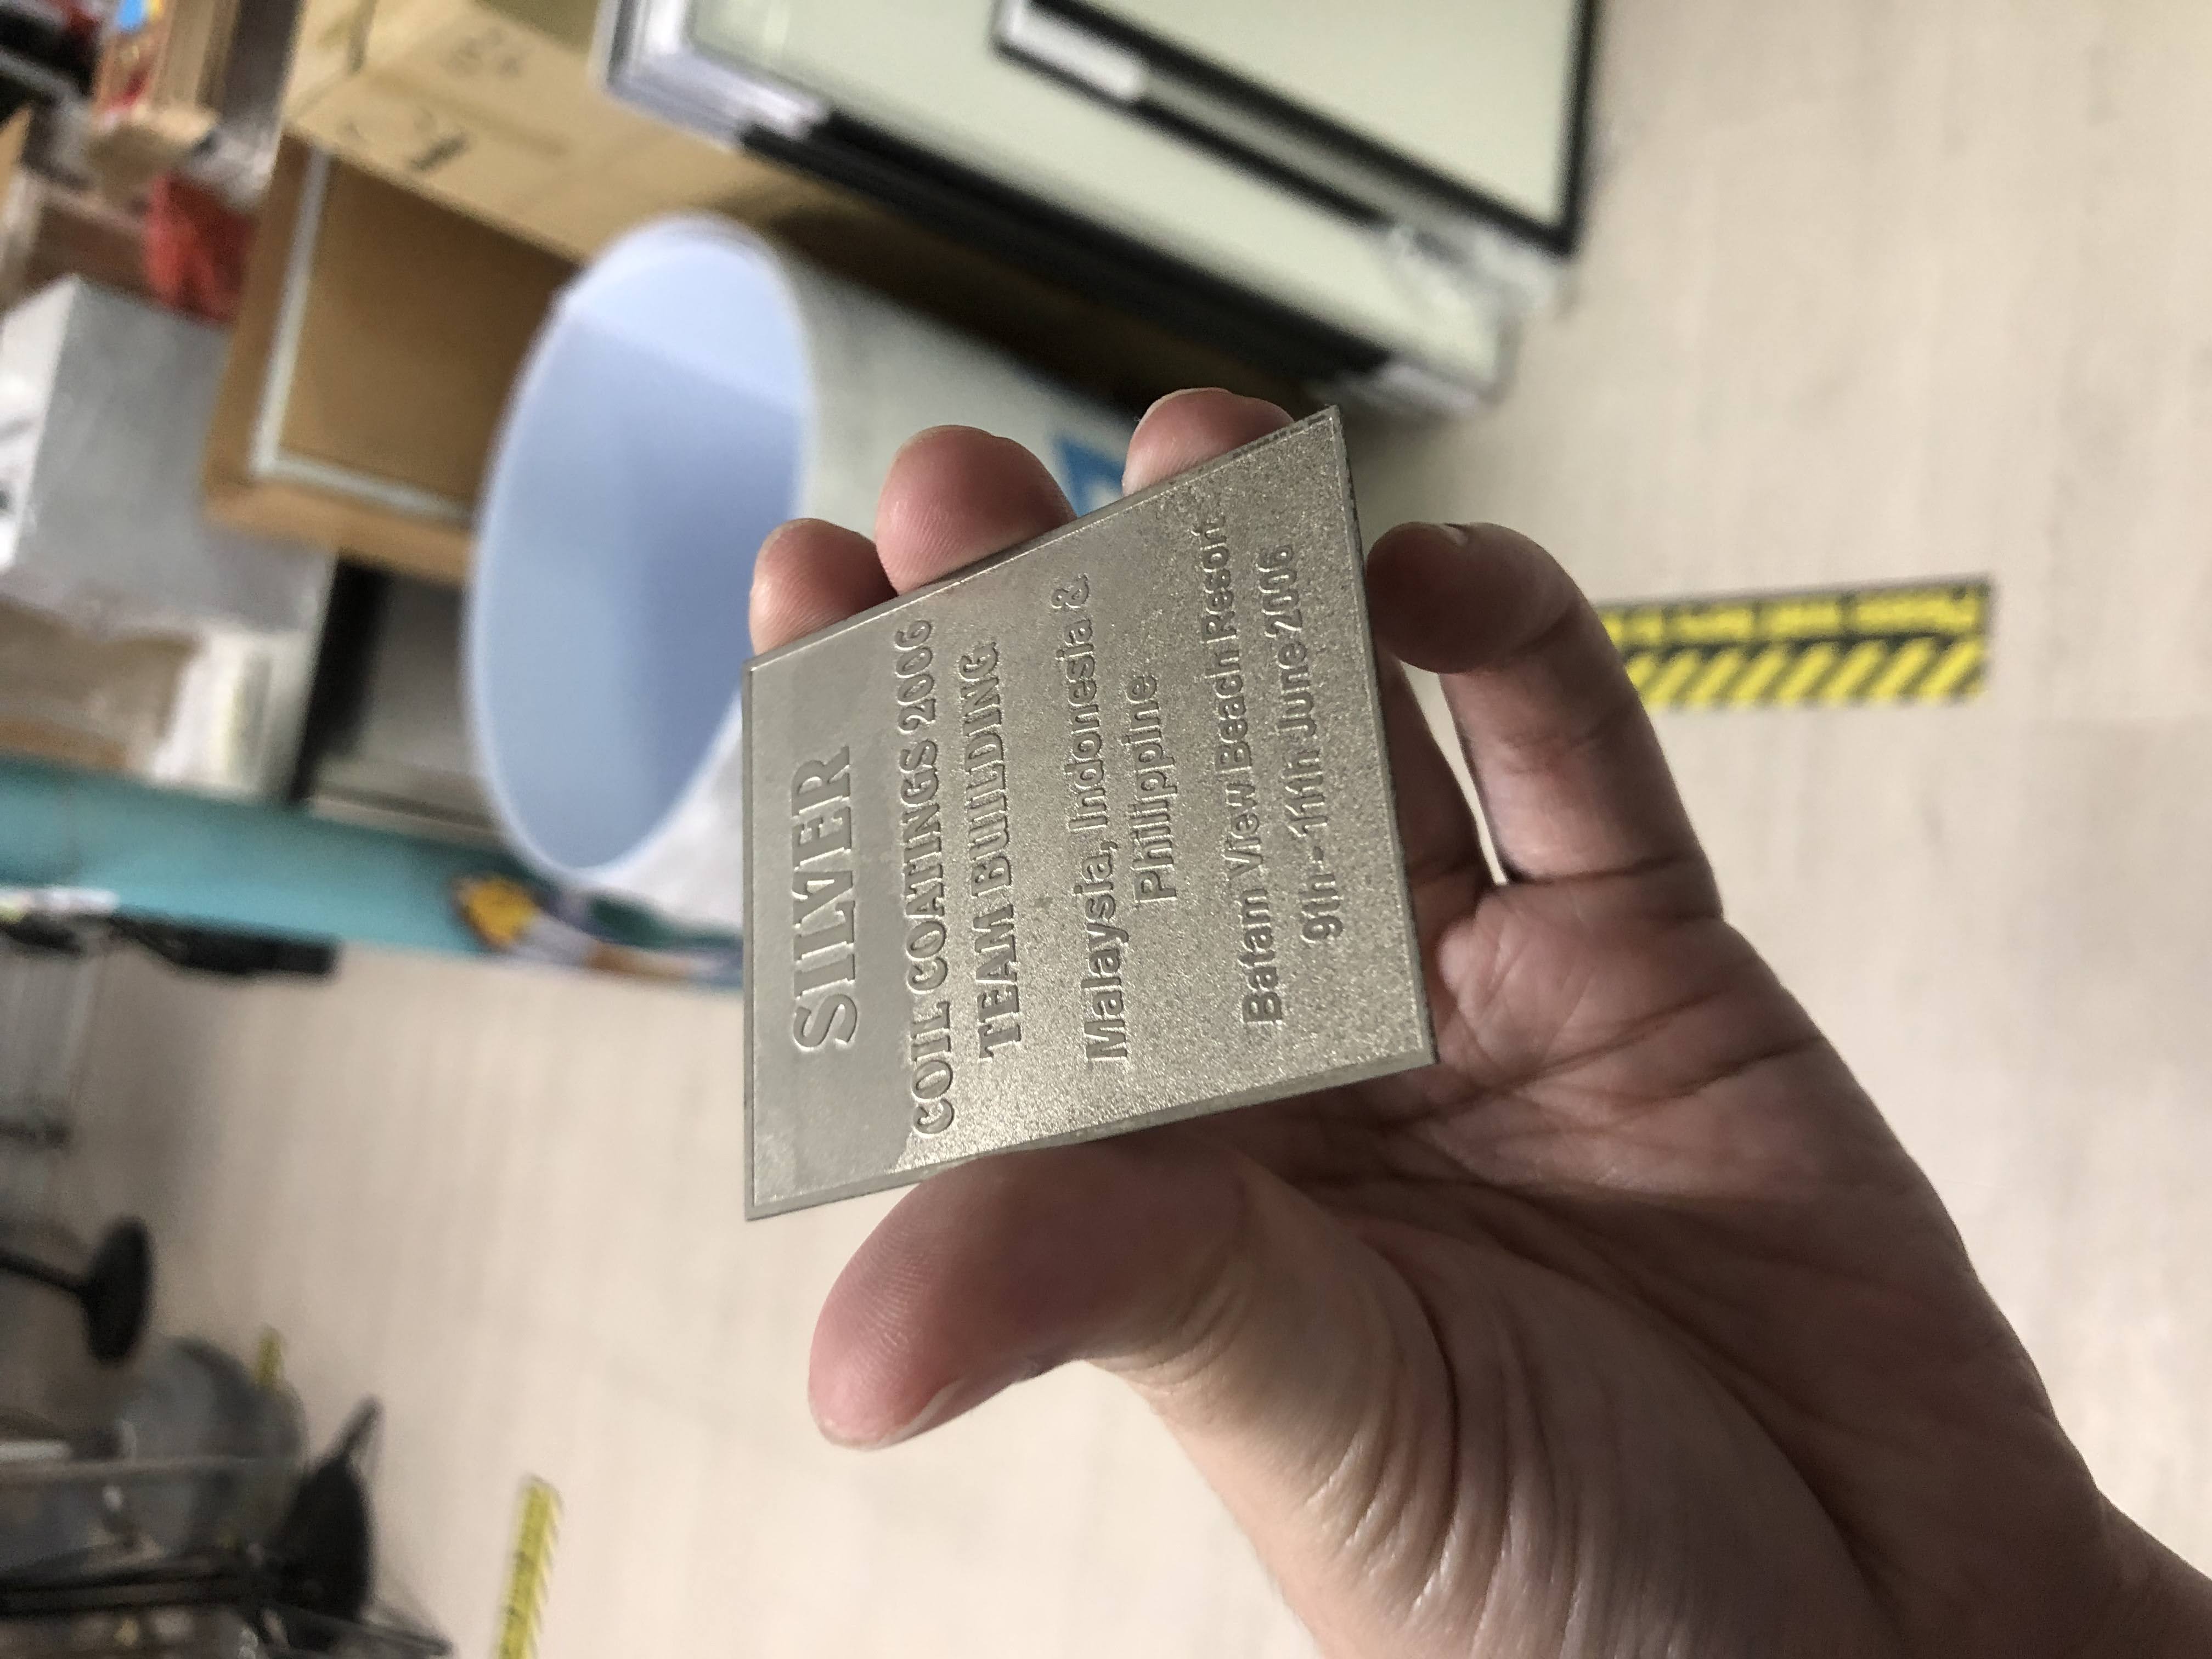 SILVER
COIL COATINGS 2006
TEAM BUILDING
Malaysia, Indonesia &
Philippine
Batam View Beach Resort
9th - 11th June 2006